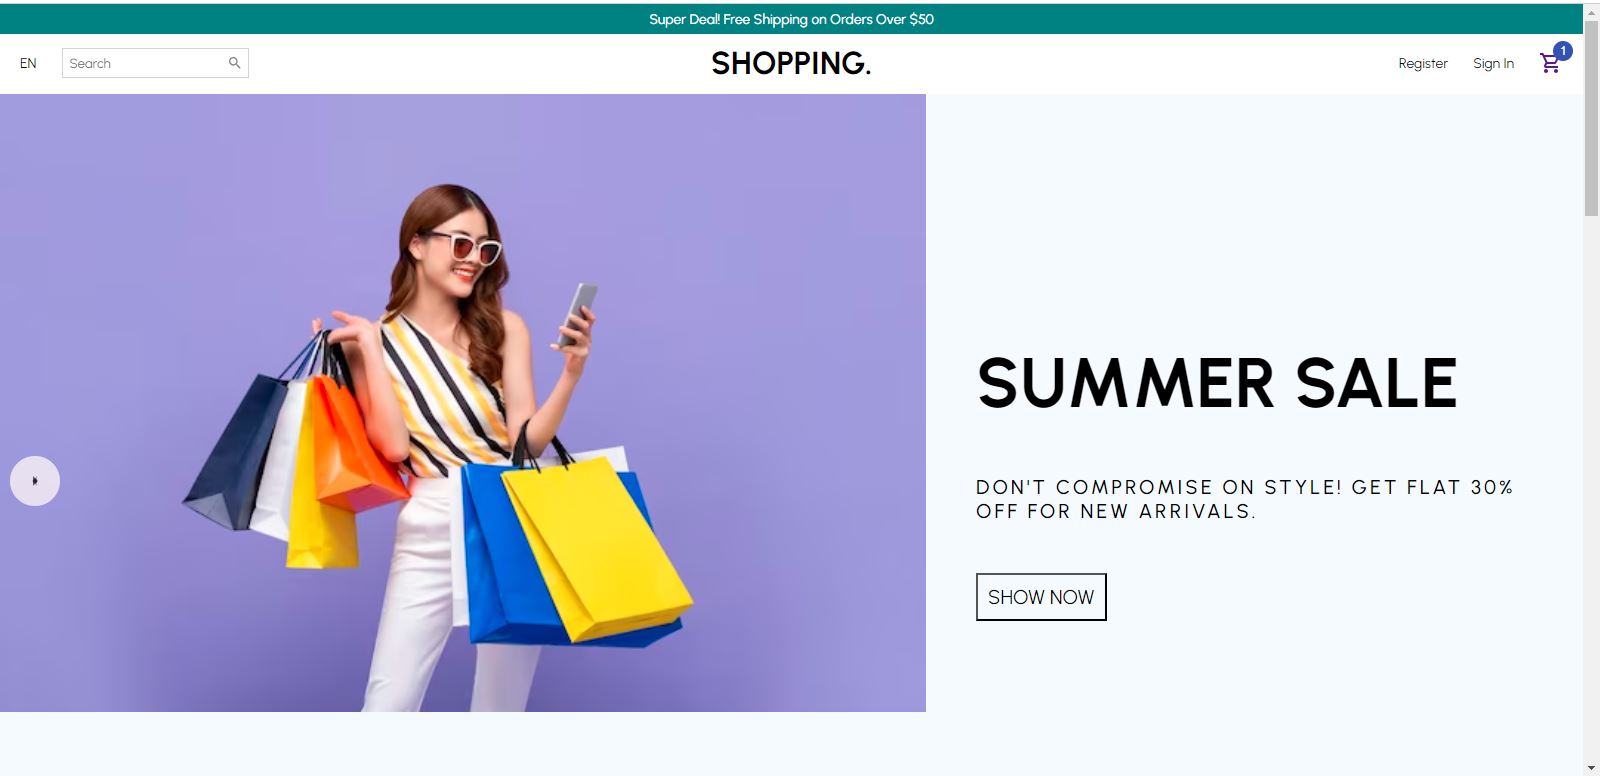 Super Deal! Free Shipping on Orders Over $50
EN
Search
SHOPPING.
Register
Sign In
1
SUMMER SALE
DON'T COMPROMISE ON STYLE! GET FLAT 30%
OFF FOR NEW ARRIVALS.
SHOW NOW